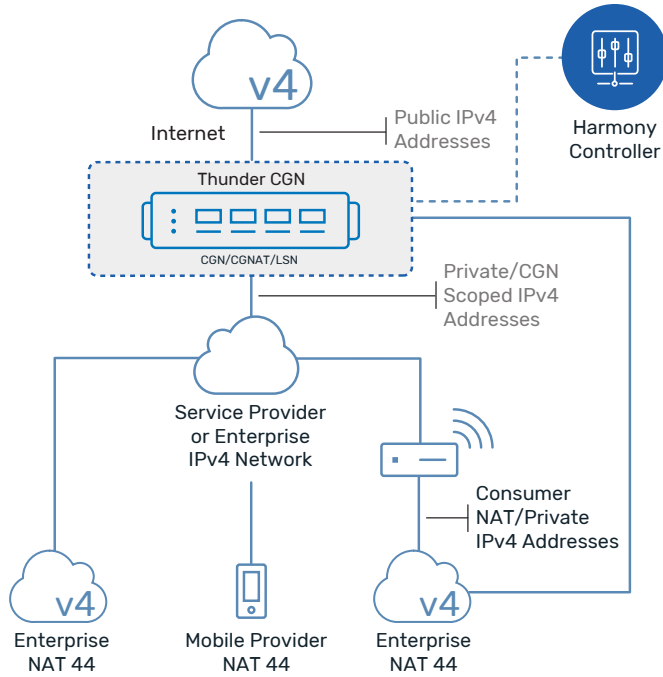 v4
Internet
Public IPv4
Addresses
Harmony
Controller
Thunder CGN
CGN/CGNAT/LSN
Private/CGN
Scoped IPv4
Addresses
Service Provider
or Enterprise
IPv4 Network
Consumer
NAT/Private
IPv4 Addresses
v4
Enterprise
NAT 44
Mobile Provider
NAT 44
v4
Enterprise
NAT 44